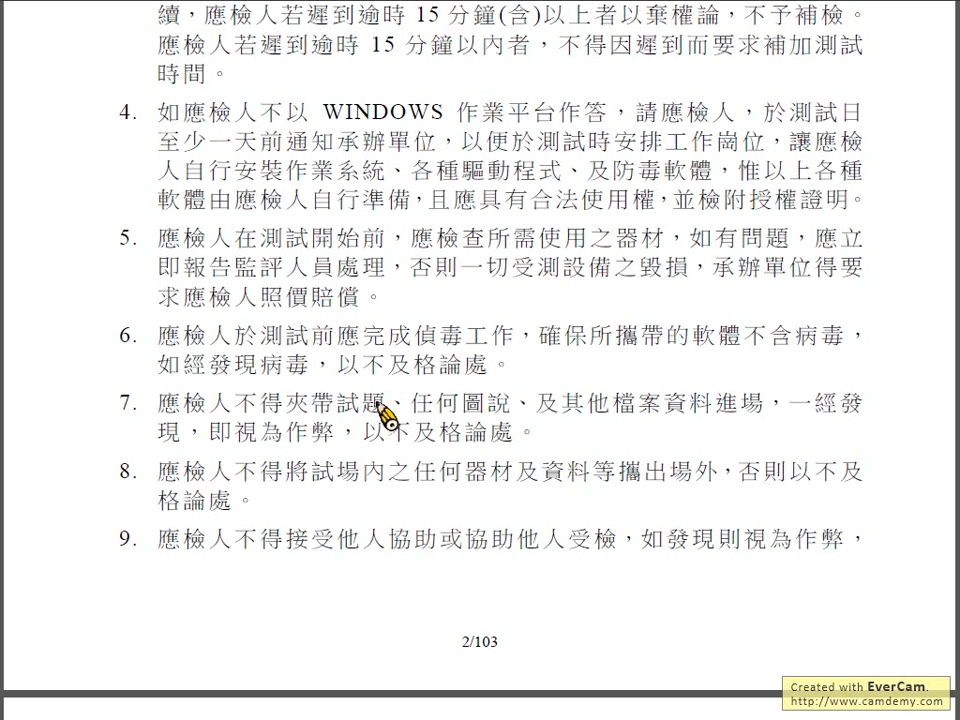 續，應檢人若遲到逾時 15 分鐘(含)以上者以棄權論，不予補檢。
應檢人若遲到逾時 15 分鐘以內者，不得因遲到而要求補加測試
時間。
4. 如應檢人不以 WINDOWS 作業平台作答，請應檢人，於測試日
至少一天前通知承辦單位，以便於測試時安排工作崗位，讓應檢
人自行安裝作業系統、各種驅動程式、及防毒軟體，惟以上各種
軟體由應檢人自行準備，且應具有合法使用權，並檢附授權證明。
5. 應檢人在測試開始前，應檢查所需使用之器材，如有問題，應立
即報告監評人員處理，否則一切受測設備之毀損，承辦單位得要
求應檢人照價賠償。
6. 應檢人於測試前應完成偵毒工作，確保所攜帶的軟體不含病毒，
如經發現病毒，以不及格論處。
7. 應檢人不得夾帶試題、任何圖說、及其他檔案資料進場，一經發
現，即視為作弊，以不及格論處。
8. 應檢人不得將試場內之任何器材及資料等攜出場外，否則以不及
格論處。
9. 應檢人不得接受他人協助或協助他人受檢，如發現則視為作弊，
2/103
Created with EverCam.
http://www.camdemy.com